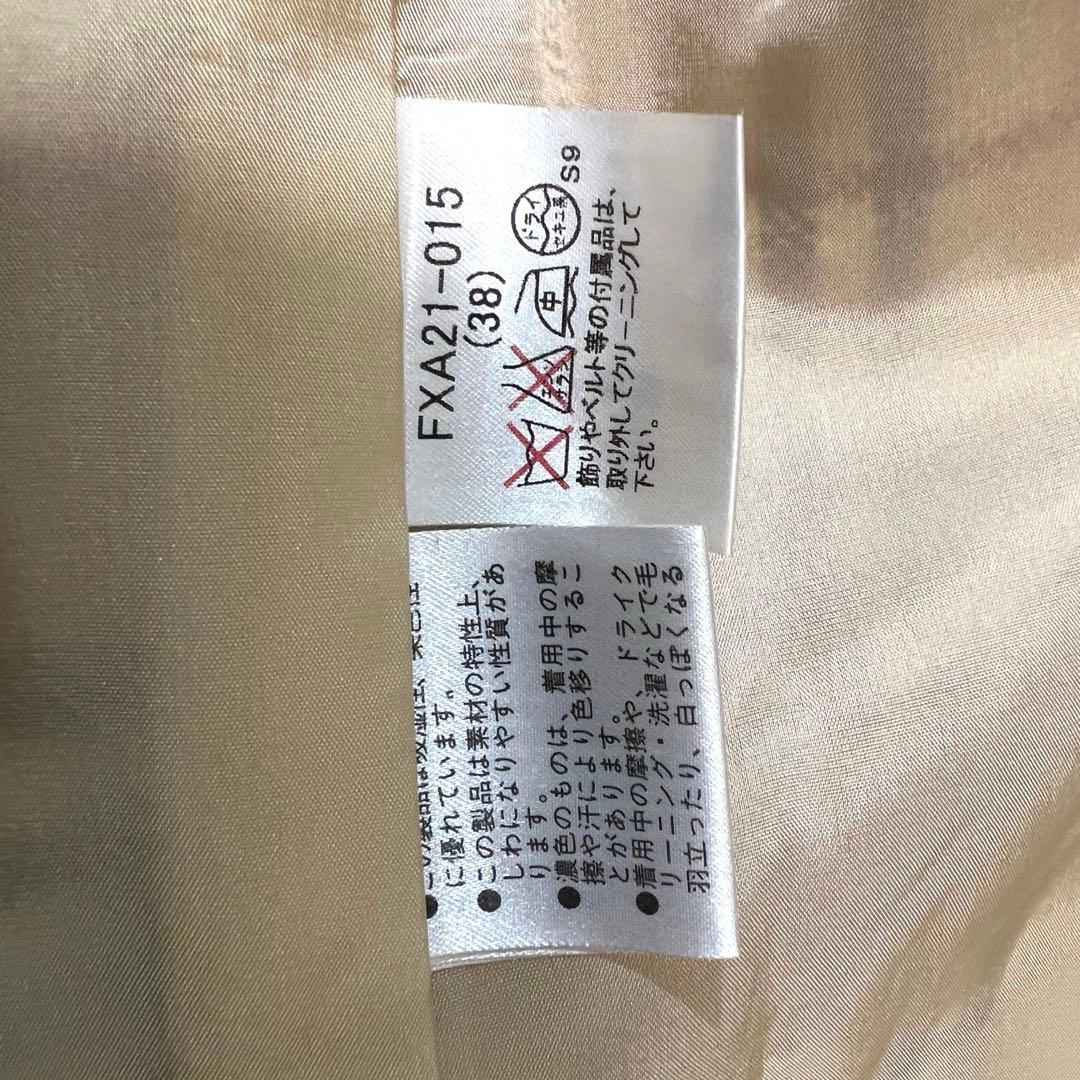 FXA21-015
(38)
エンソ
サラシ
中
ドライ
セキユ系
S9
飾りやベルト等の付属品は、
取り外してクリーニングして
下さい。
に優れています。
●この製品は素材の特性上、
しわになりやすい性質があ
ります。
●濃色のものは、着用中の摩
擦や汗により色移りするこ
とがあります。
●着用中の摩擦や、ドライク
リーニング・洗濯などで毛
羽立ったり、白っぽくなる